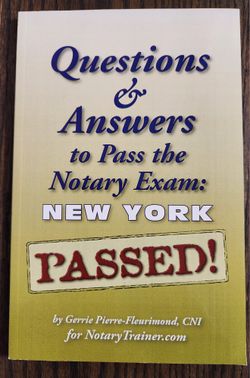 Questions
&
Answers
to Pass the
Notary Exam:
NEW YORK
PASSED!
by Gerrie Pierre-Fleurimond, CNI
for NotaryTrainer.com